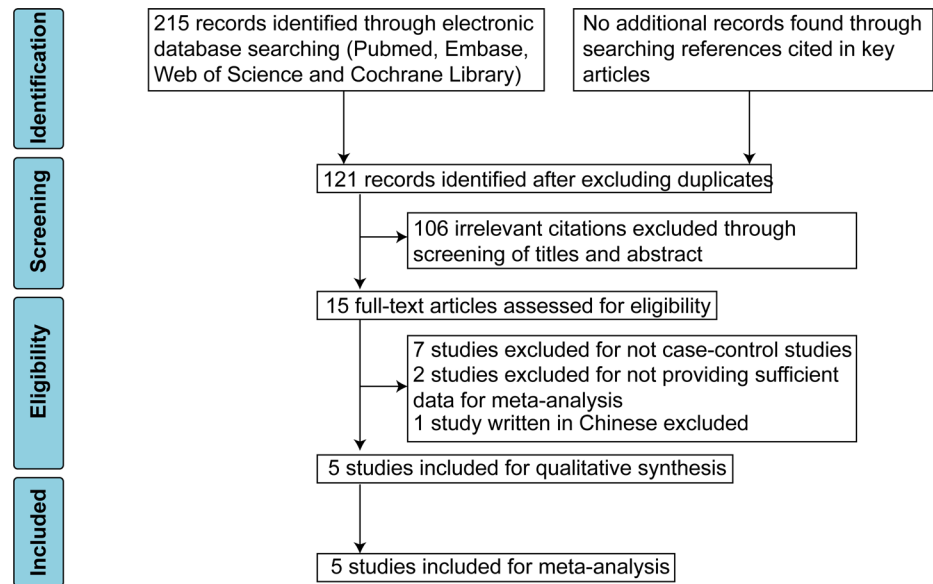 215 records identified through electronic
database searching (Pubmed, Embase,
Web of Science and Cochrane Library)
No additional records found through
searching references cited in key
articles
Identification
121 records identified after excluding duplicates
Screening
106 irrelevant citations excluded through
screening of titles and abstract
15 full-text articles assessed for eligibility
Eligibility
7 studies excluded for not case-control studies
2 studies excluded for not providing sufficient
data for meta-analysis
1 study written in Chinese excluded
5 studies included for qualitative synthesis
Included
5 studies included for meta-analysis